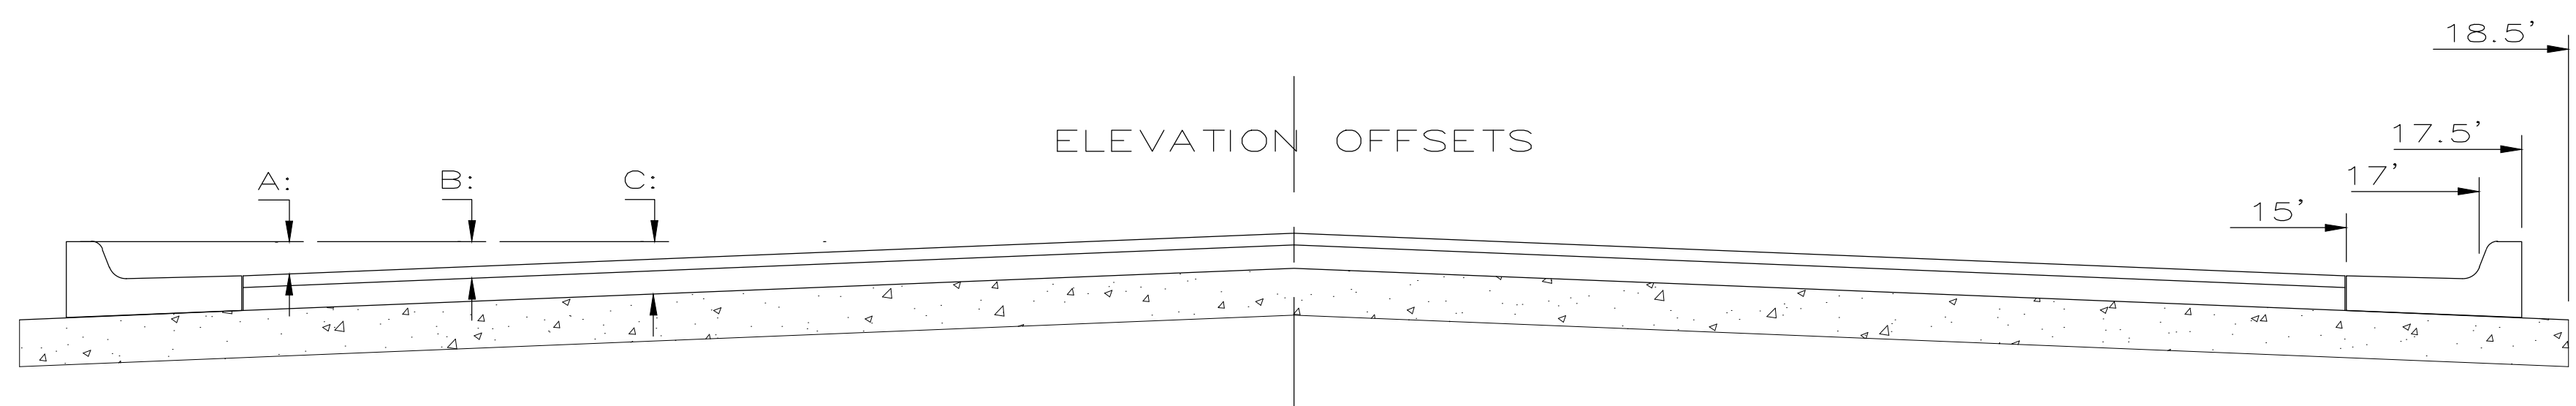 18.5’
ELEVATION OFFSETS
17.5’
A:
B:
C:
17’
15’